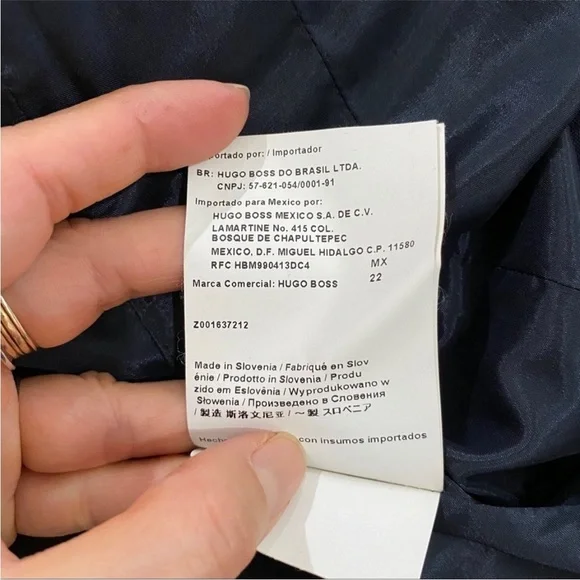 / Importador
BR: HUGO BOSS DO BRASIL LTDA.
CNPJ: 57-621-054/0001-91
Importado para Mexico por:
HUGO BOSS MEXICO S.A. DE C.V.
LAMARTINE No. 415 COL.
BOSQUE DE CHAPULTEPEC
MEXICO, D.F. MIGUEL HIDALGO C.P. 11580
RFC HBM990413DC4 MX
Marca Comercial: HUGO BOSS 22
Z001637212
Made in Slovenia / Fabriqué en Slov
énie / Prodotto in Slovenia / Produ
zido em Eslovênia / Wyprodukowano w
Słowenia / Произведено в Словения
/ 製造 斯洛文尼亚 / ～製 スロベニア
con insumos importados